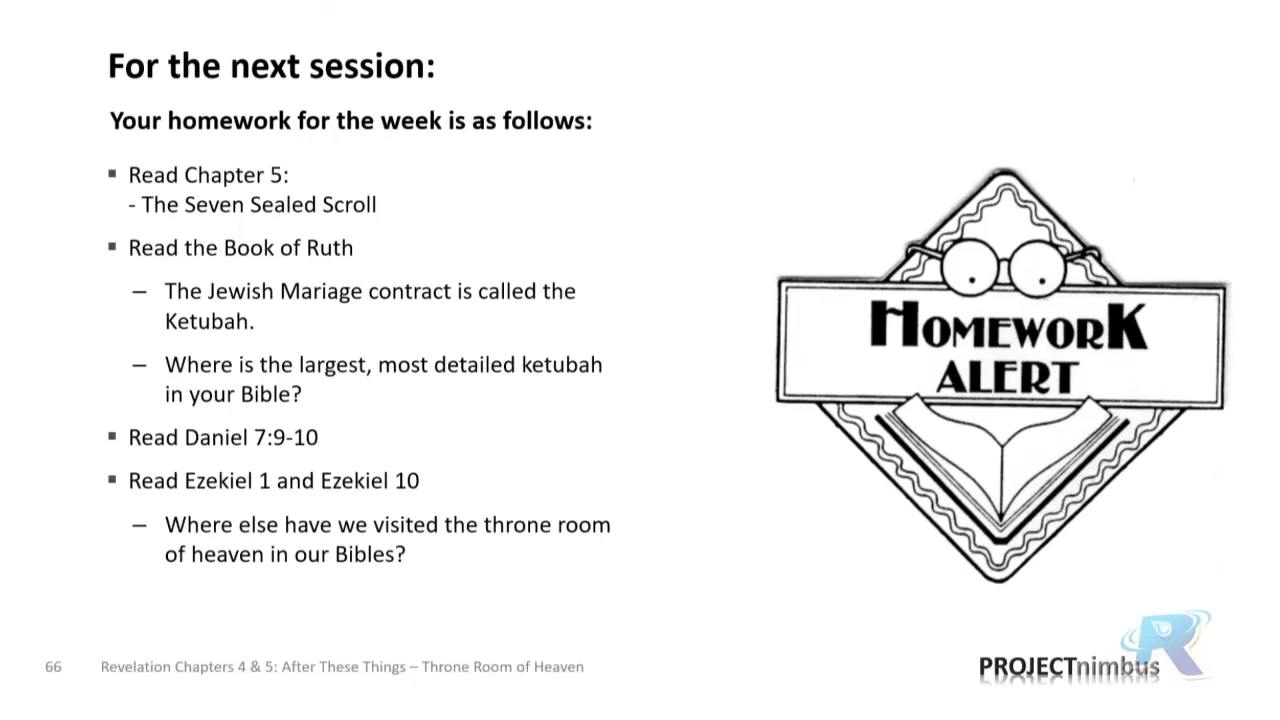 For the next session:
Your homework for the week is as follows:
▪ Read Chapter 5:
- The Seven Sealed Scroll
▪ Read the Book of Ruth
– The Jewish Mariage contract is called the
Ketubah.
– Where is the largest, most detailed ketubah
in your Bible?
▪ Read Daniel 7:9-10
▪ Read Ezekiel 1 and Ezekiel 10
– Where else have we visited the throne room
of heaven in our Bibles?
HOMEWORK
ALERT
66 Revelation Chapters 4 & 5: After These Things – Throne Room of Heaven
PROJECTnimbus
R